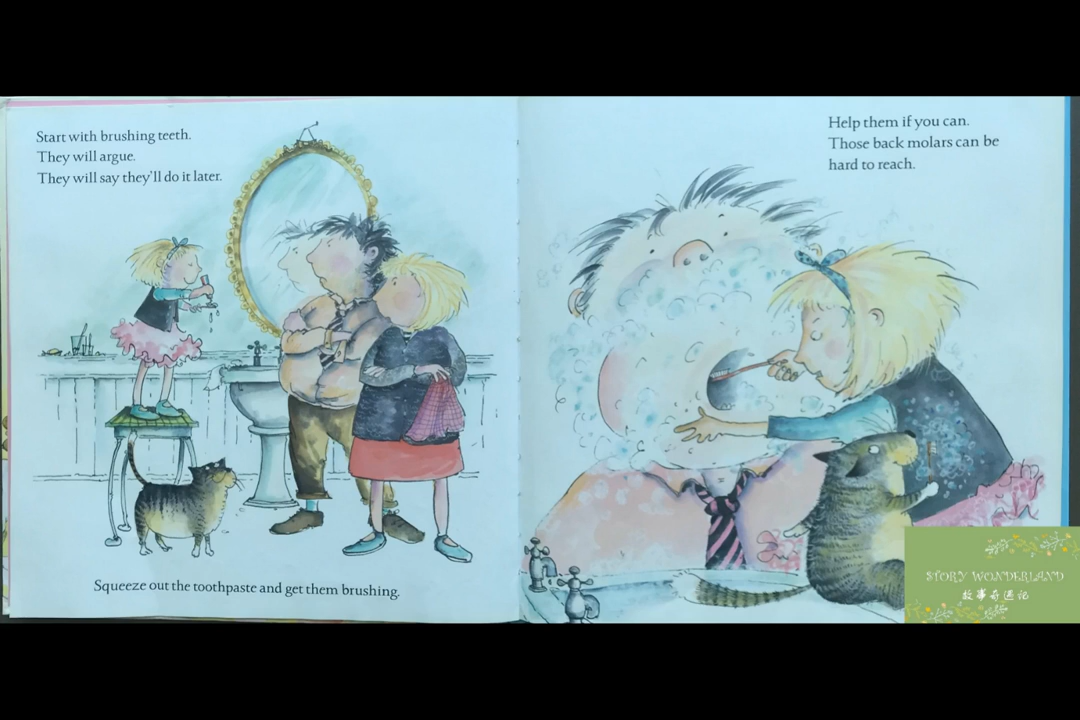 Start with brushing teeth.
They will argue.
They will say they'll do it later.
Squeeze out the toothpaste and get them brushing.
Help them if you can.
Those back molars can be
hard to reach.
STORY WONDERLAND
故事奇遇记